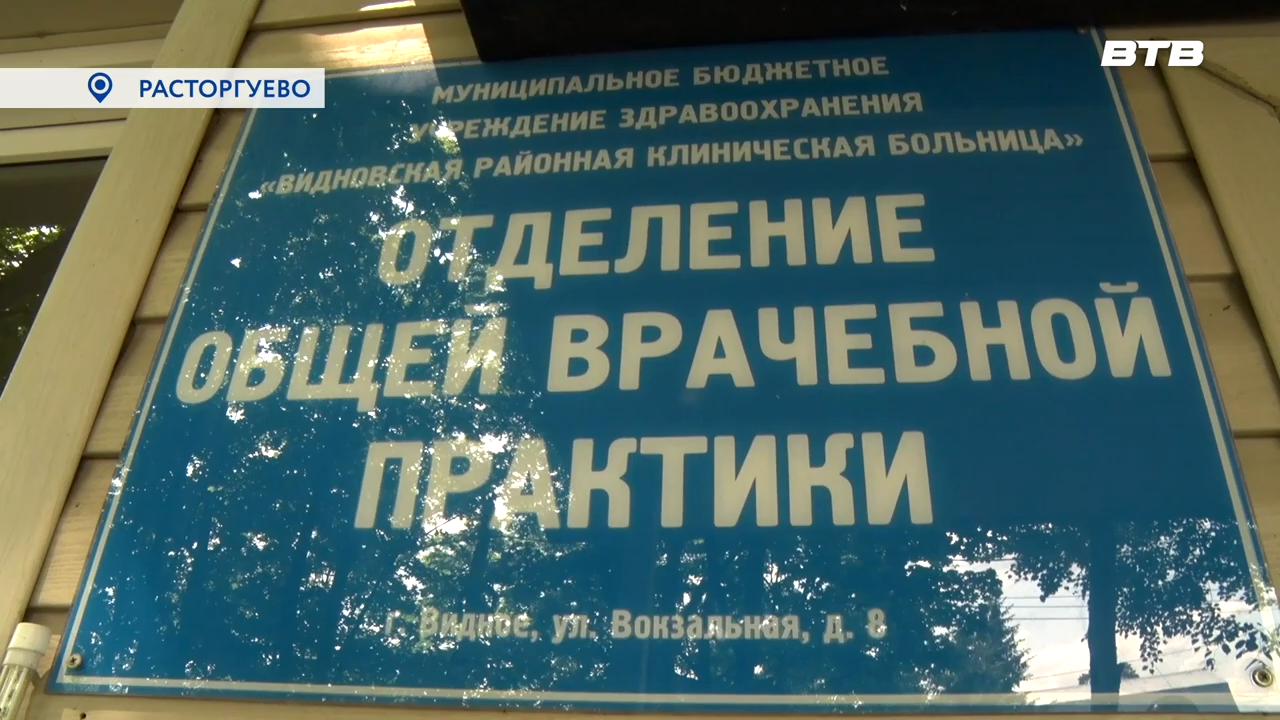 ВТВ
РАСТОРГУЕВО
МУНИЦИПАЛЬНОЕ БЮДЖЕТНОЕ
УЧРЕЖДЕНИЕ ЗДРАВООХРАНЕНИЯ
«ВИДНОВСКАЯ РАЙОННАЯ КЛИНИЧЕСКАЯ БОЛЬНИЦА»
ОТДЕЛЕНИЕ
ОБЩЕЙ ВРАЧЕБНОЙ
ПРАКТИКИ
г. Видное, ул. Вокзальная, д. 8